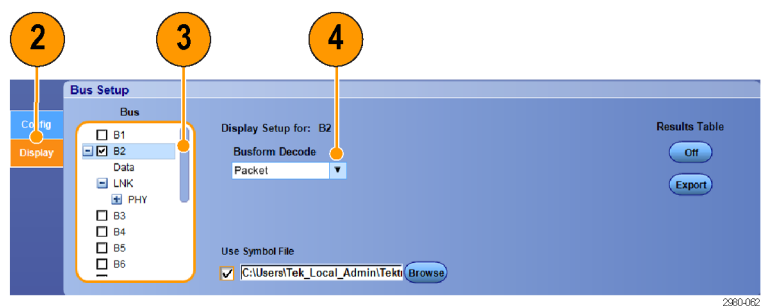 2
3
4
Bus Setup
Config
Display
Bus
B1
B2
Data
LNK
PHY
B3
B4
B5
B6
Display Setup for: B2
Busform Decode
Packet
Use Symbol File
C:\Users\Tek_Local_Admin\Tektr
Browse
Results Table
Off
Export
2980-062